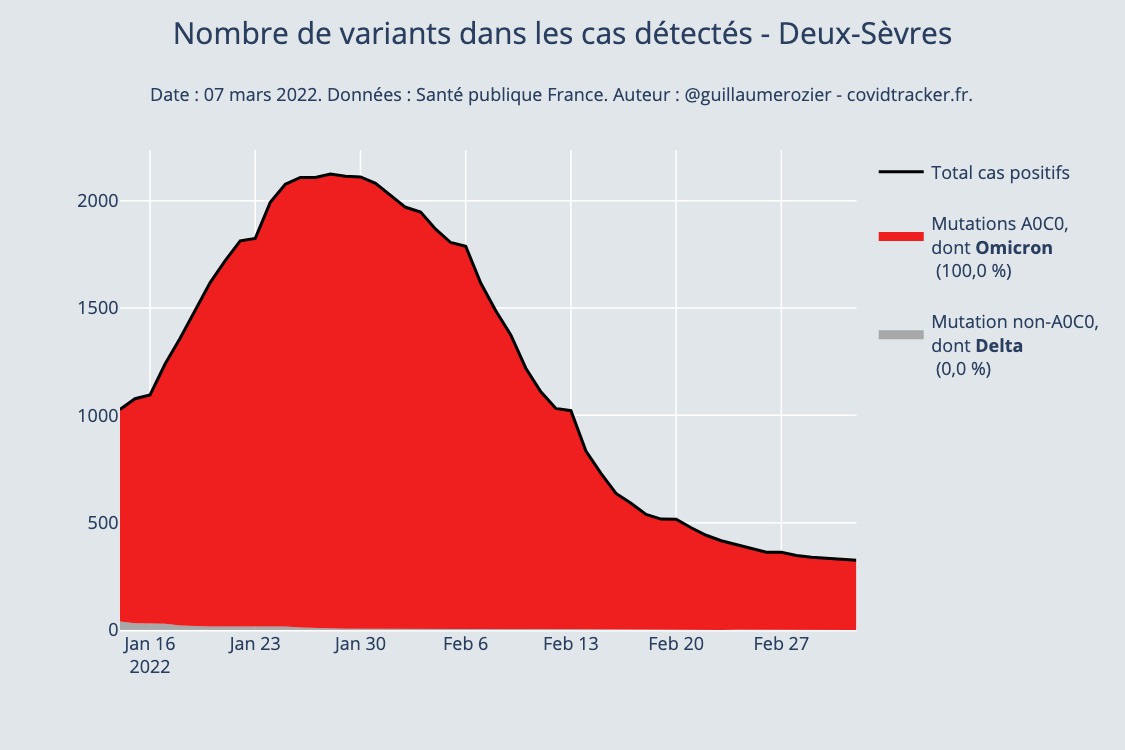 Nombre de variants dans les cas détectés - Deux-Sèvres
Date : 07 mars 2022. Données : Santé publique France. Auteur : @guillaumerozier - covidtracker.fr.
2000
1500
1000
500
0
Jan 16
2022
Jan 23
Jan 30
Feb 6
Feb 13
Feb 20
Feb 27
Total cas positifs
Mutations A0C0,
dont Omicron
(100,0 %)
Mutation non-A0C0,
dont Delta
(0,0 %)